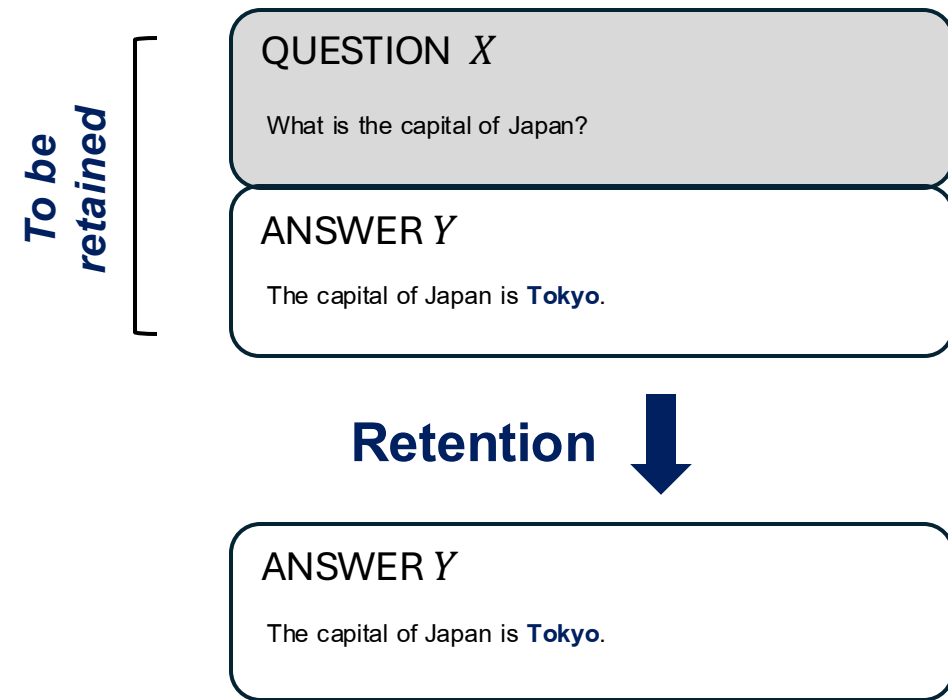 To be
retained
QUESTION X
What is the capital of Japan?
ANSWER Y
The capital of Japan is Tokyo.
Retention
ANSWER Y
The capital of Japan is Tokyo.